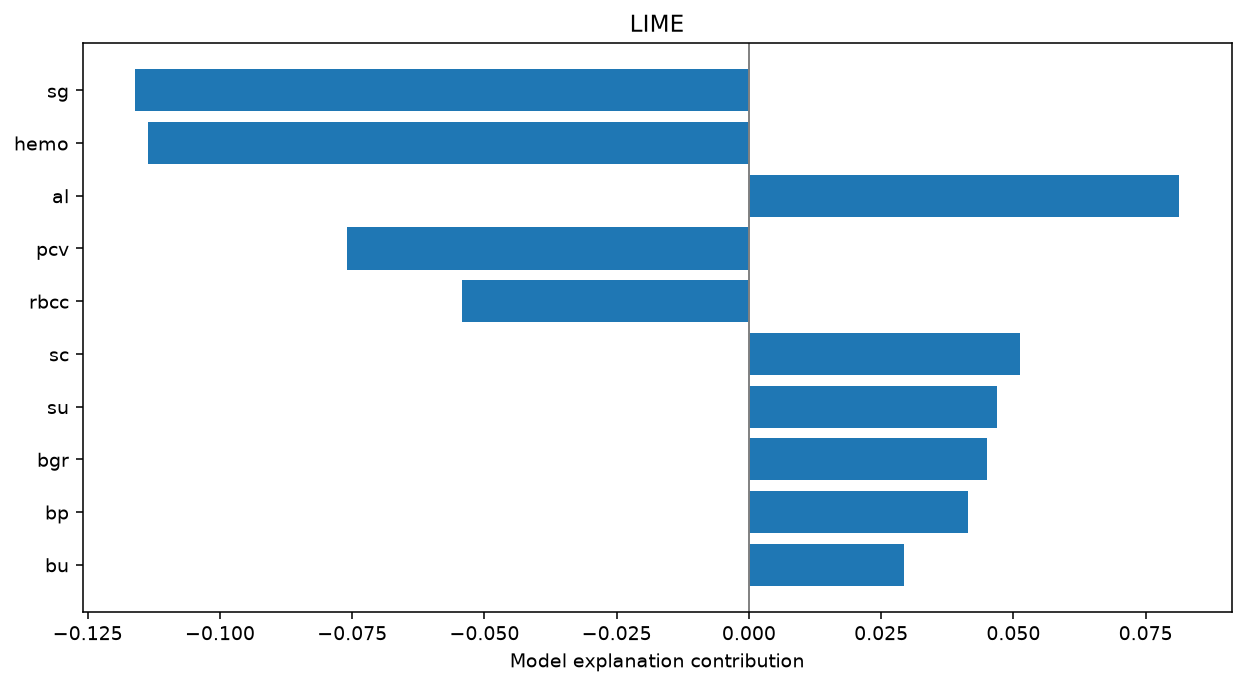 LIME
sg
hemo
al
pcv
rbcc
sc
su
bgr
bp
bu
−0.125 −0.100 −0.075 −0.050 −0.025 0.000 0.025 0.050 0.075
Model explanation contribution